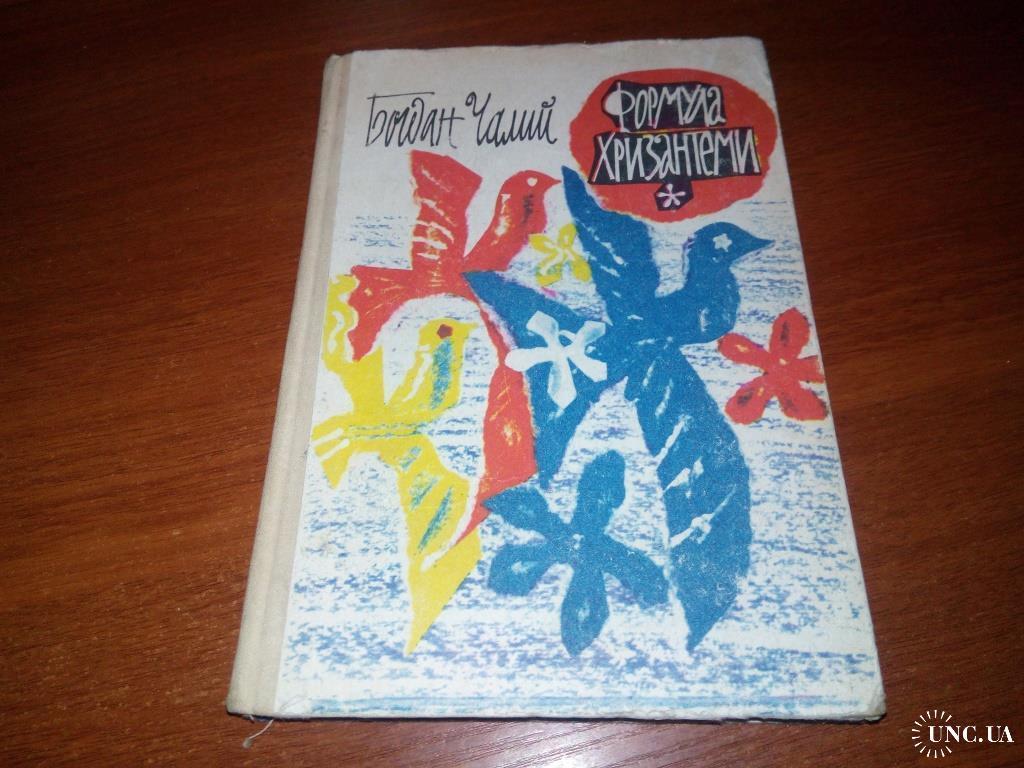 Богдан Чалий
Формула
хризантеми
UNC.UA